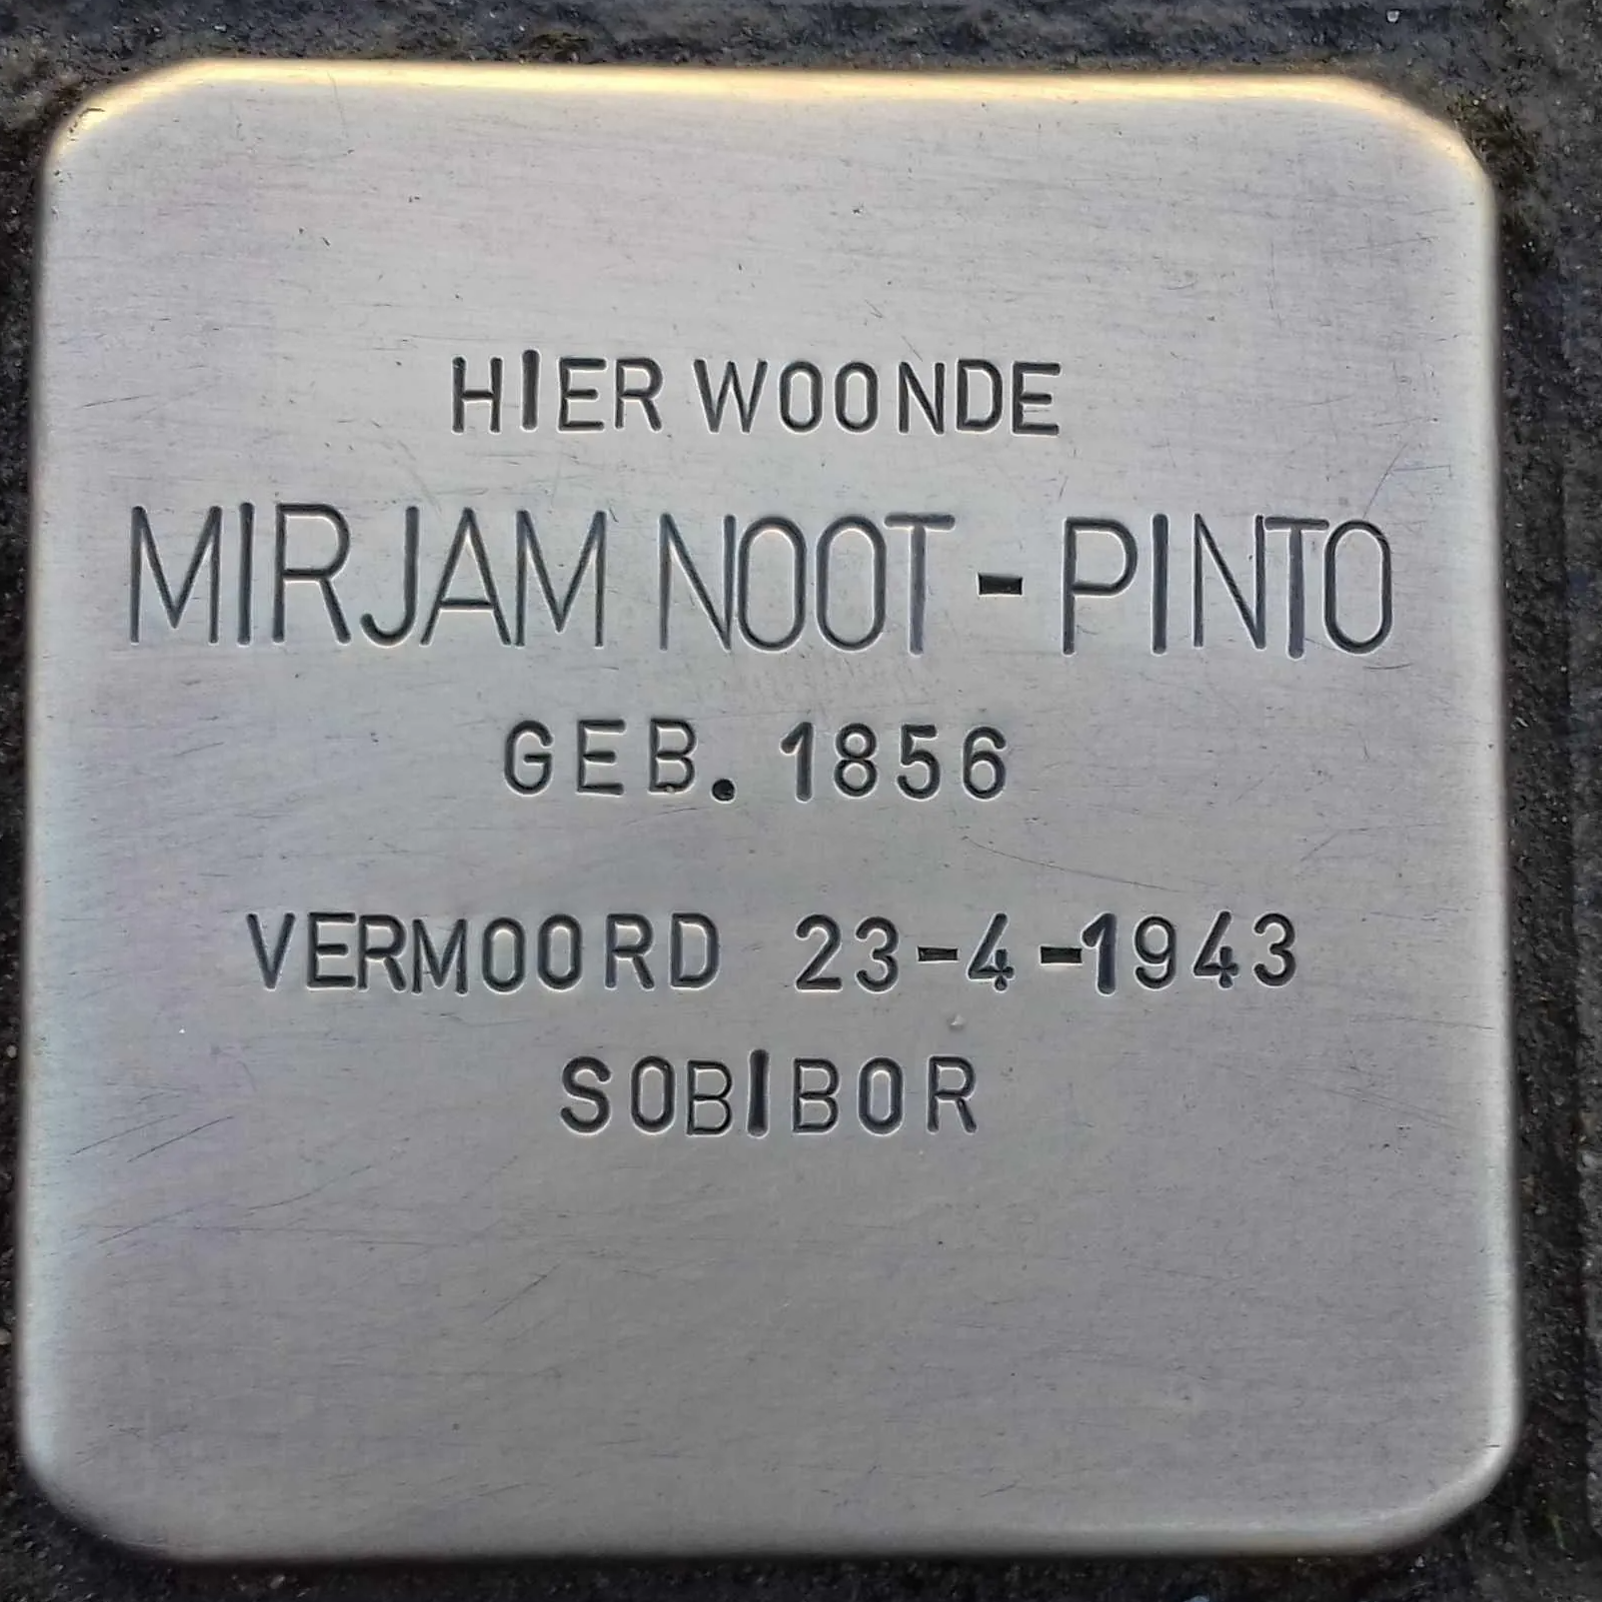 HIER WOONDE
MIRJAM NOOT - PINTO
GEB. 1856
VERMOORD 23-4-1943
SOBIBOR